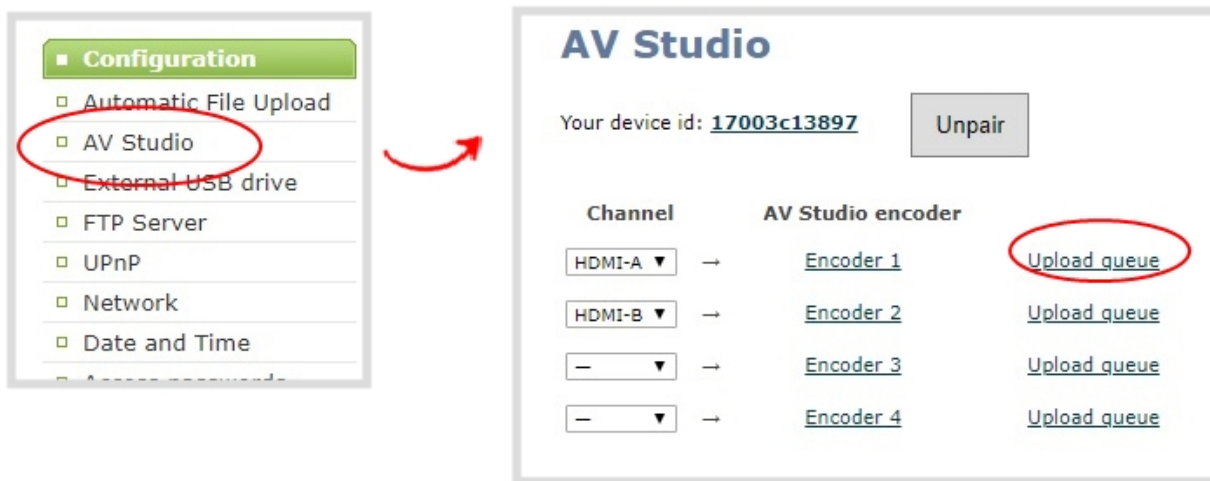 Configuration
Automatic File Upload
AV Studio
External USB drive
FTP Server
UPnP
Network
Date and Time
Access passwords
AV Studio
Your device id: 17003c13897 Unpair
Channel AV Studio encoder
HDMI-A ▼ → Encoder 1 Upload queue
HDMI-B ▼ → Encoder 2 Upload queue
— ▼ → Encoder 3 Upload queue
— ▼ → Encoder 4 Upload queue